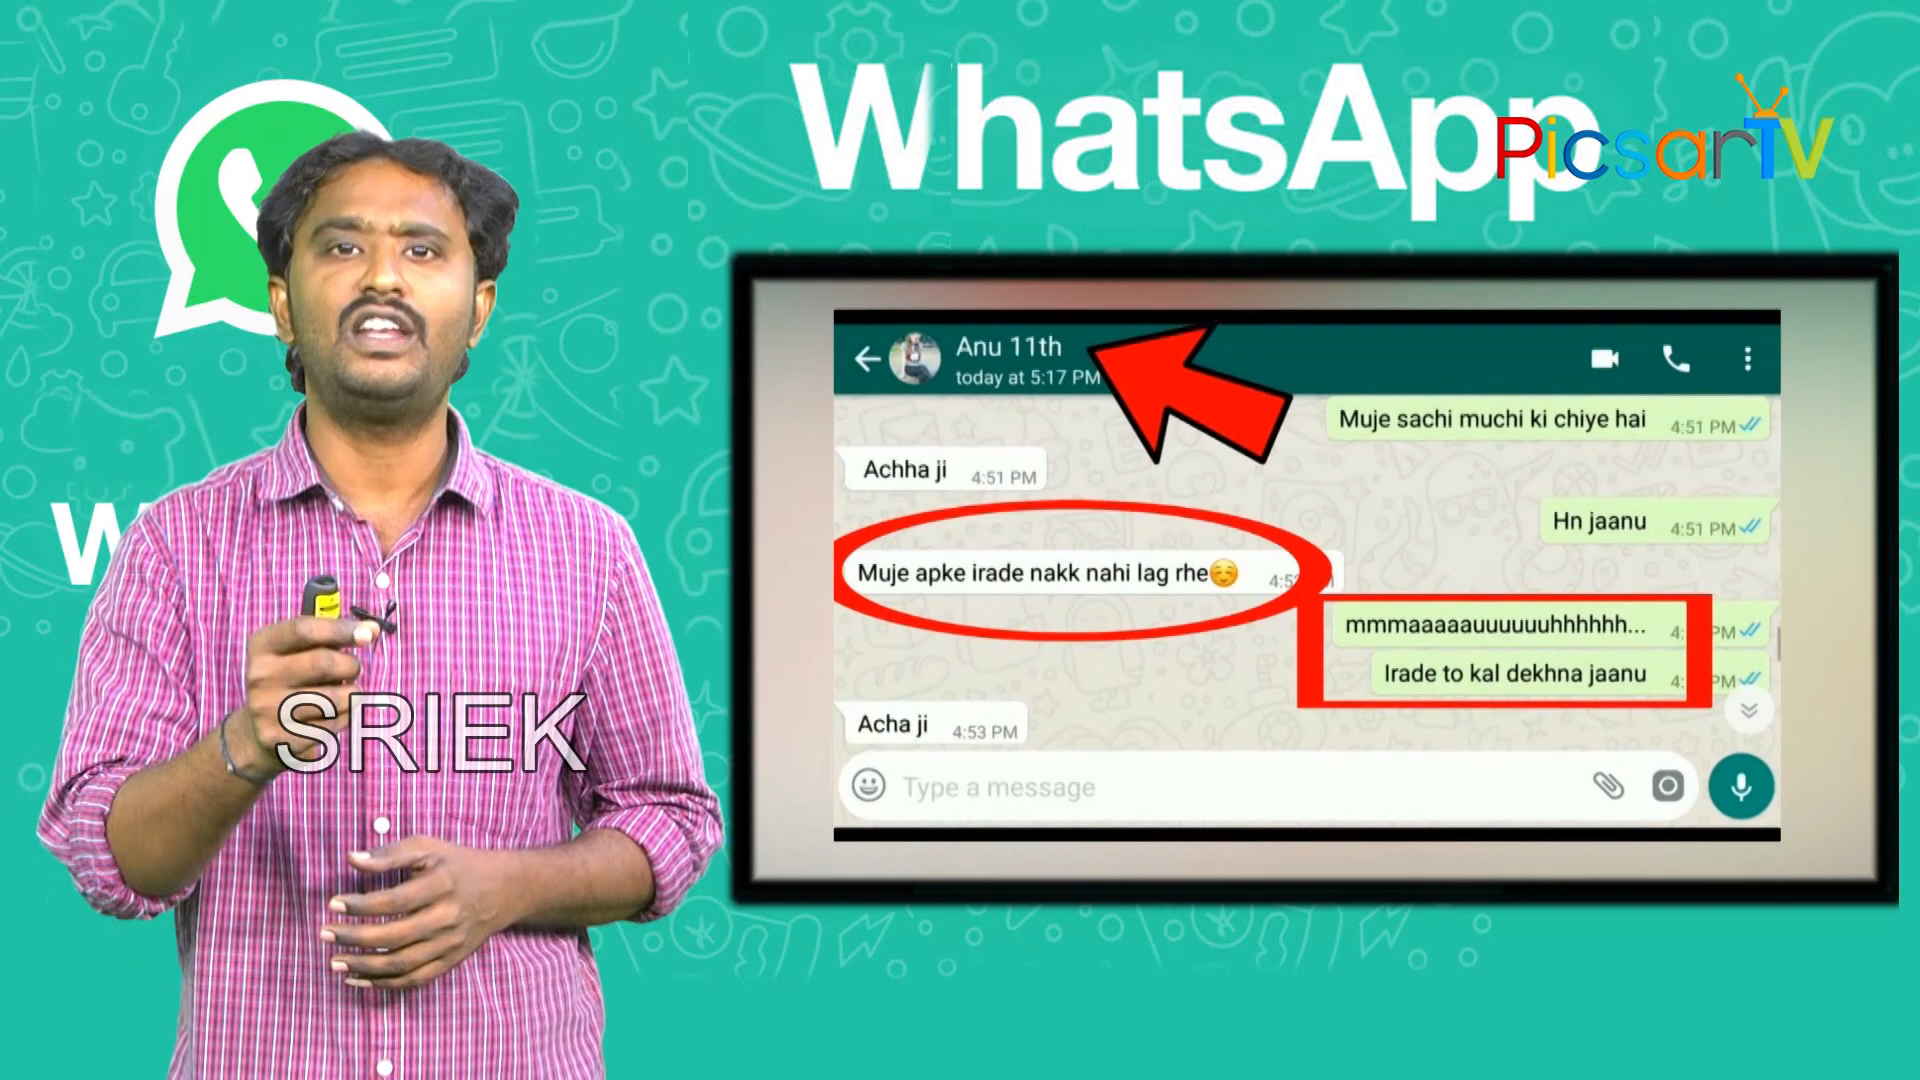 WhatsApp
PicsarTV
Anu 11th
today at 5:17 PM
Muje sachi muchi ki chiye hai 4:51 PM
Achha ji 4:51 PM
Hn jaanu 4:51 PM
Muje apke irade nakk nahi lag rhe☺️
mmmaaaaauuuuuuhhhhhh...
Irade to kal dekhna jaanu
Acha ji 4:53 PM
Type a message
SRIEK